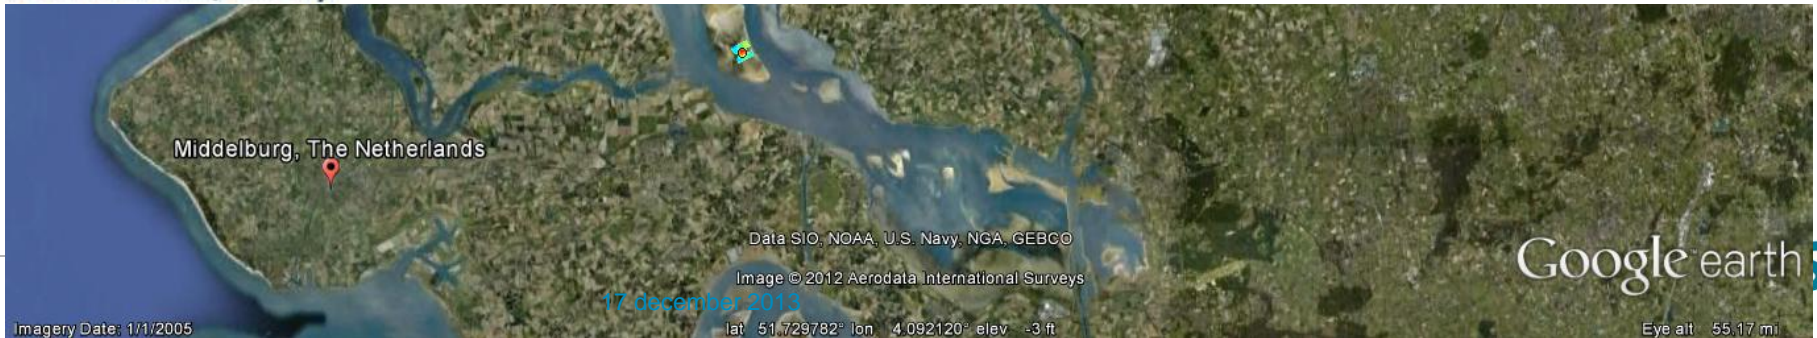 Middelburg, The Netherlands
Data SIO, NOAA, U.S. Navy, NGA, GEBCO
Google earth
Image © 2012 Aerodata International Surveys
17 december 2013
Imagery Date: 1/1/2005
lat 51.729782° lon 4.092120° elev -3 ft
Eye alt 55.17 mi